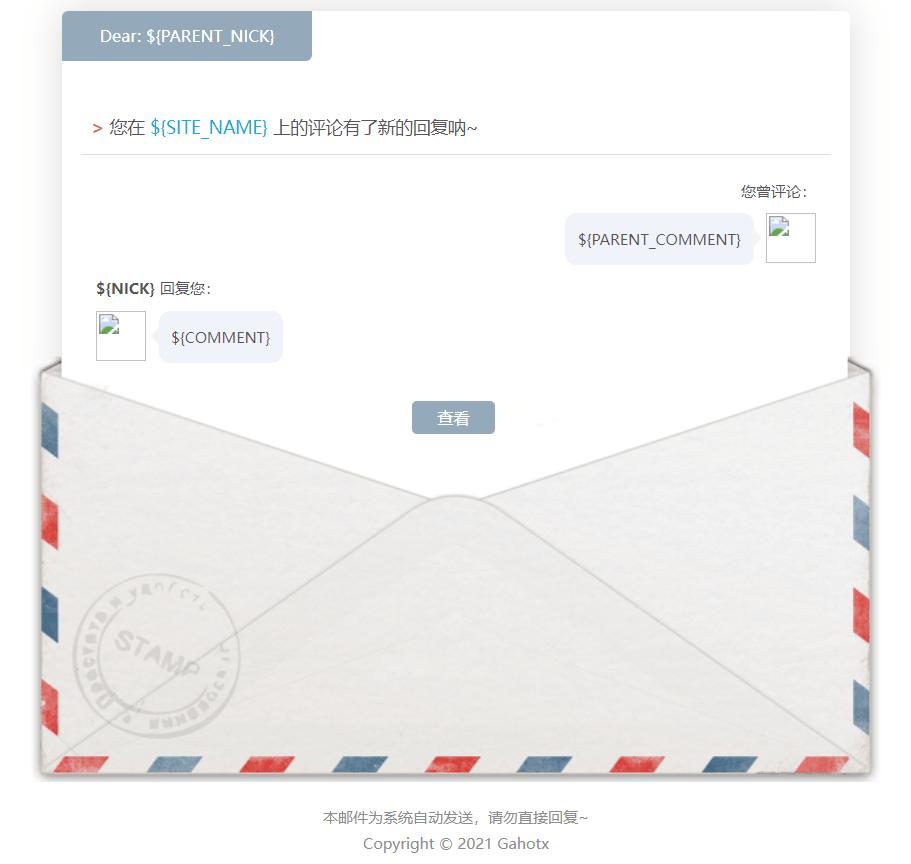 Dear: ${PARENT_NICK}
> 您在 ${SITE_NAME} 上的评论有了新的回复呐~
您曾评论：
${PARENT_COMMENT}
${NICK} 回复您：
${COMMENT}
查看
STAMP
本邮件为系统自动发送，请勿直接回复~
Copyright © 2021 Gahotx